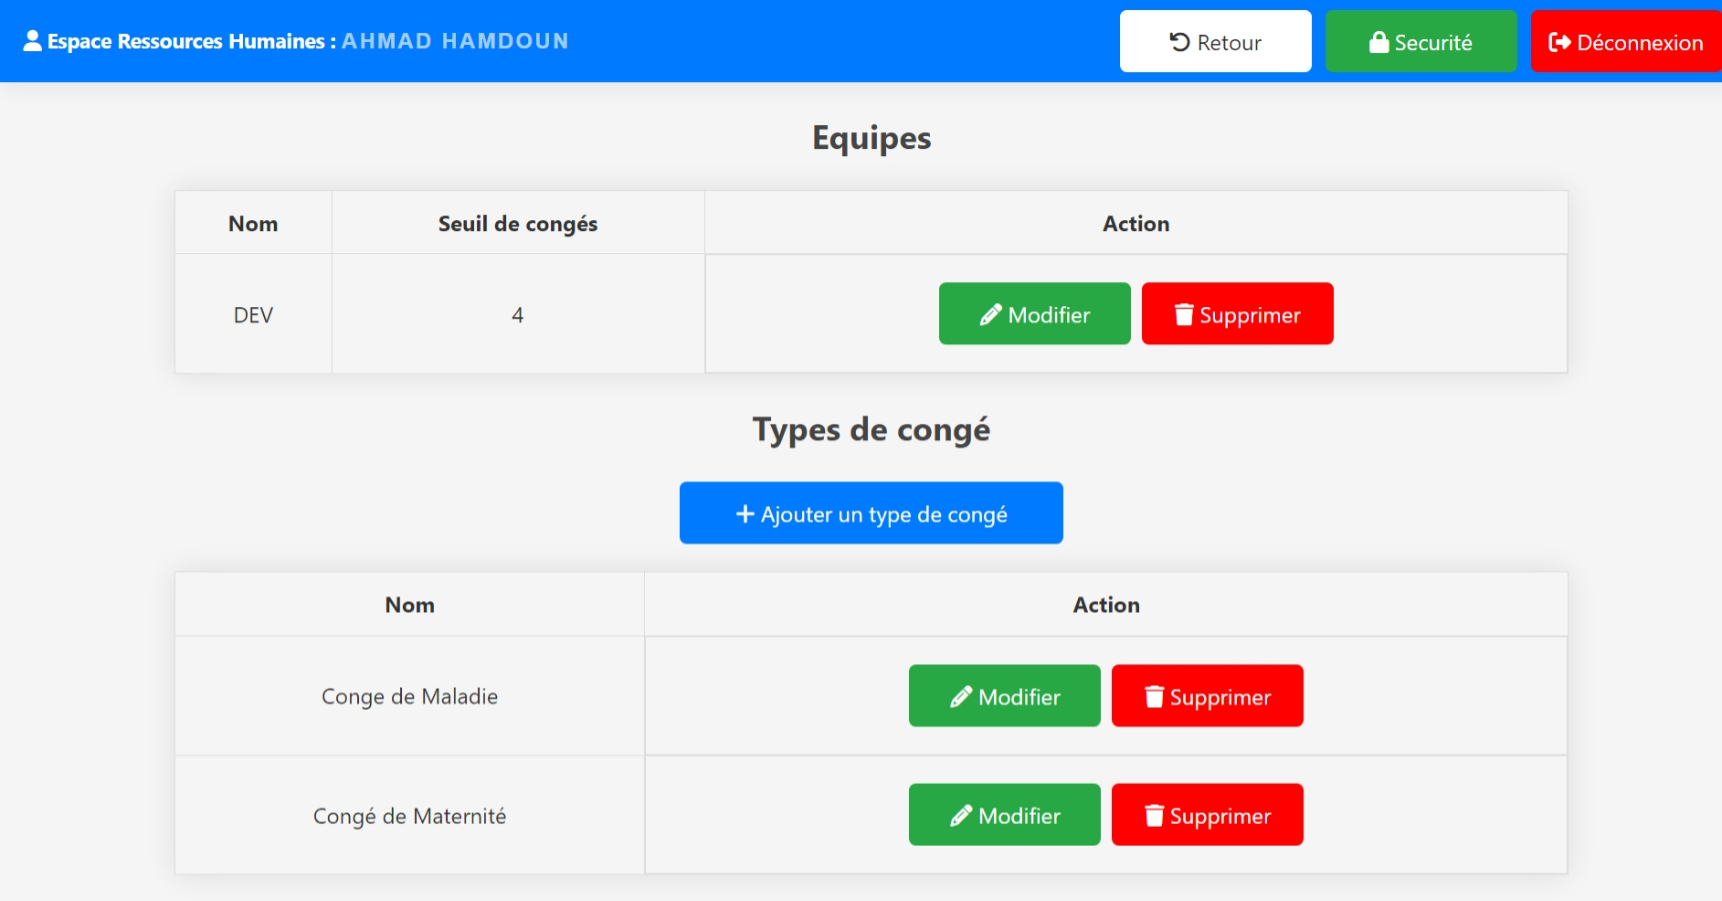 Espace Ressources Humaines : AHMAD HAMDOUN Retour Securité Déconnexion
Equipes
Nom Seuil de congés Action
DEV 4 Modifier Supprimer
Types de congé
+ Ajouter un type de congé
Nom Action
Conge de Maladie Modifier Supprimer
Congé de Maternité Modifier Supprimer